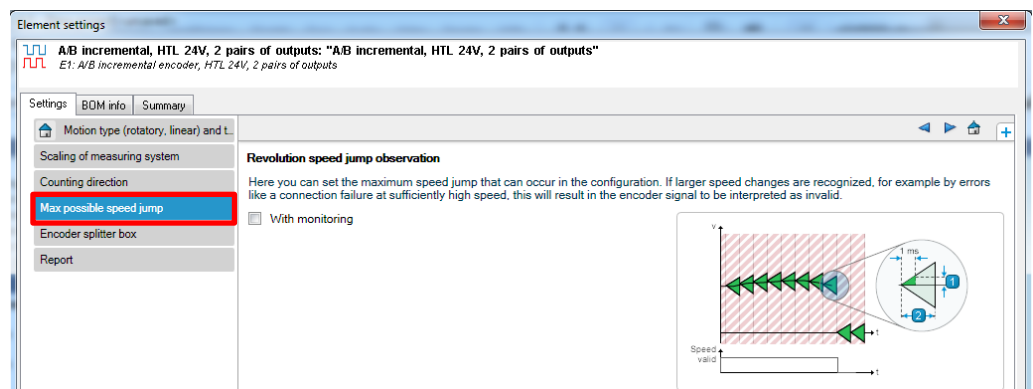 Element settings
A/B incremental, HTL 24V, 2 pairs of outputs: "A/B incremental, HTL 24V, 2 pairs of outputs"
E1: A/B incremental encoder, HTL 24V, 2 pairs of outputs
Settings BOM info Summary
Motion type (rotatory, linear) and t...
Scaling of measuring system
Counting direction
Max possible speed jump
Encoder splitter box
Report
Revolution speed jump observation
Here you can set the maximum speed jump that can occur in the configuration. If larger speed changes are recognized, for example by errors
like a connection failure at sufficiently high speed, this will result in the encoder signal to be interpreted as invalid.
With monitoring
v
1 ms
1
2
t
Speed
valid
t